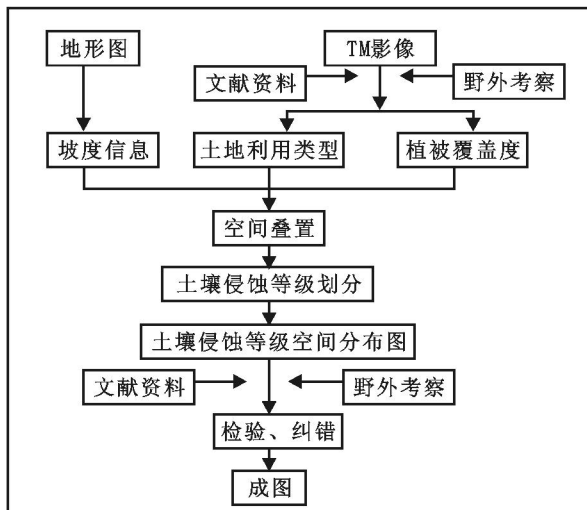 地形图
TM影像
文献资料
野外考察
坡度信息
土地利用类型
植被覆盖度
空间叠置
土壤侵蚀等级划分
土壤侵蚀等级空间分布图
文献资料
野外考察
检验、纠错
成图